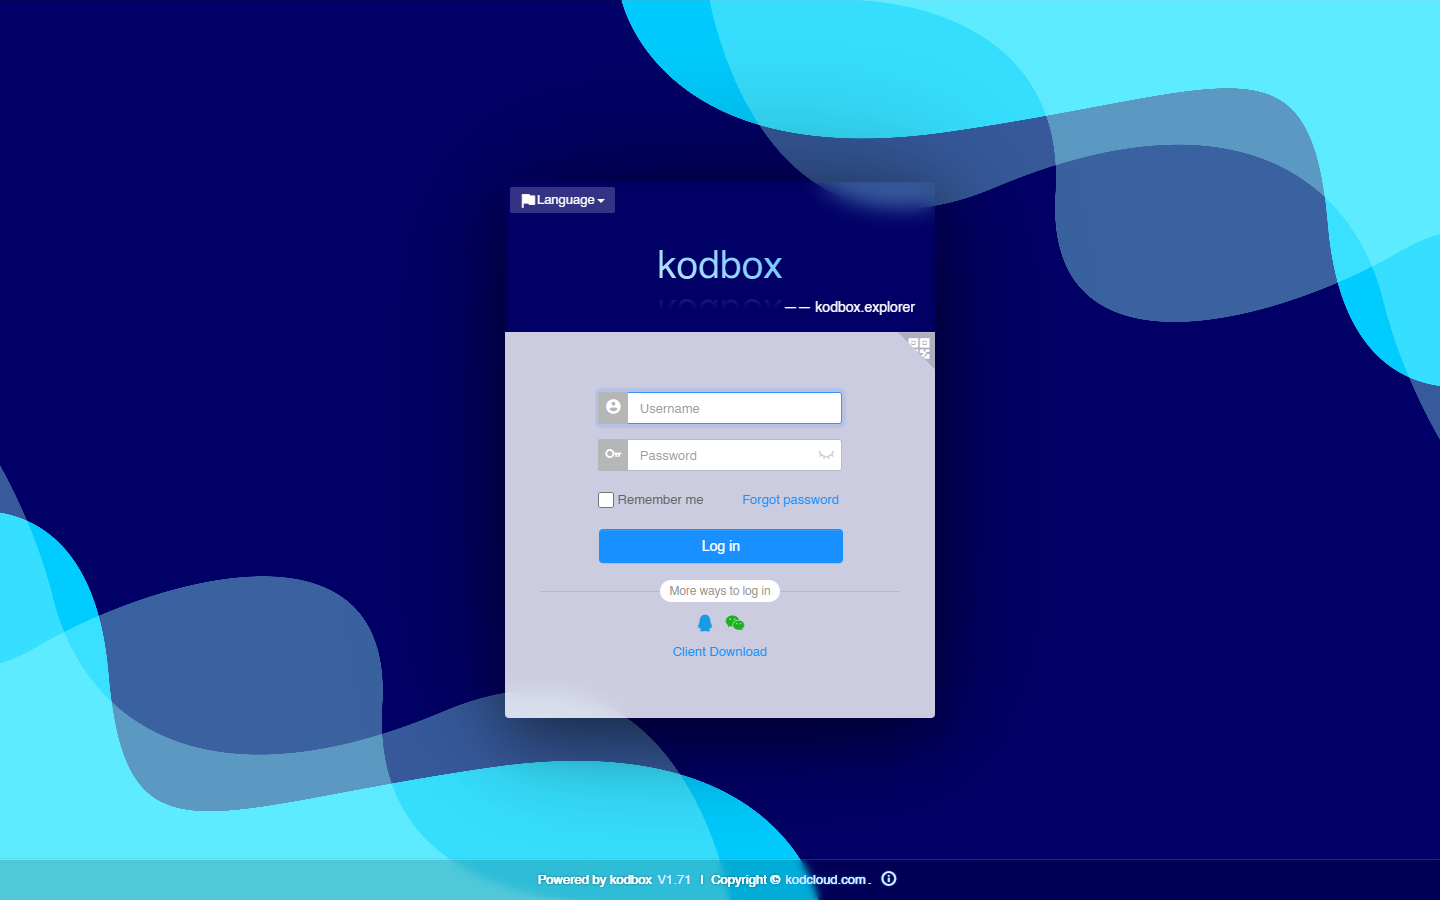 Language
kodbox
—— kodbox.explorer
Username
Password
Remember me
Forgot password
Log in
More ways to log in
Client Download
Powered by kodbox V1.71 | Copyright © kodcloud.com.